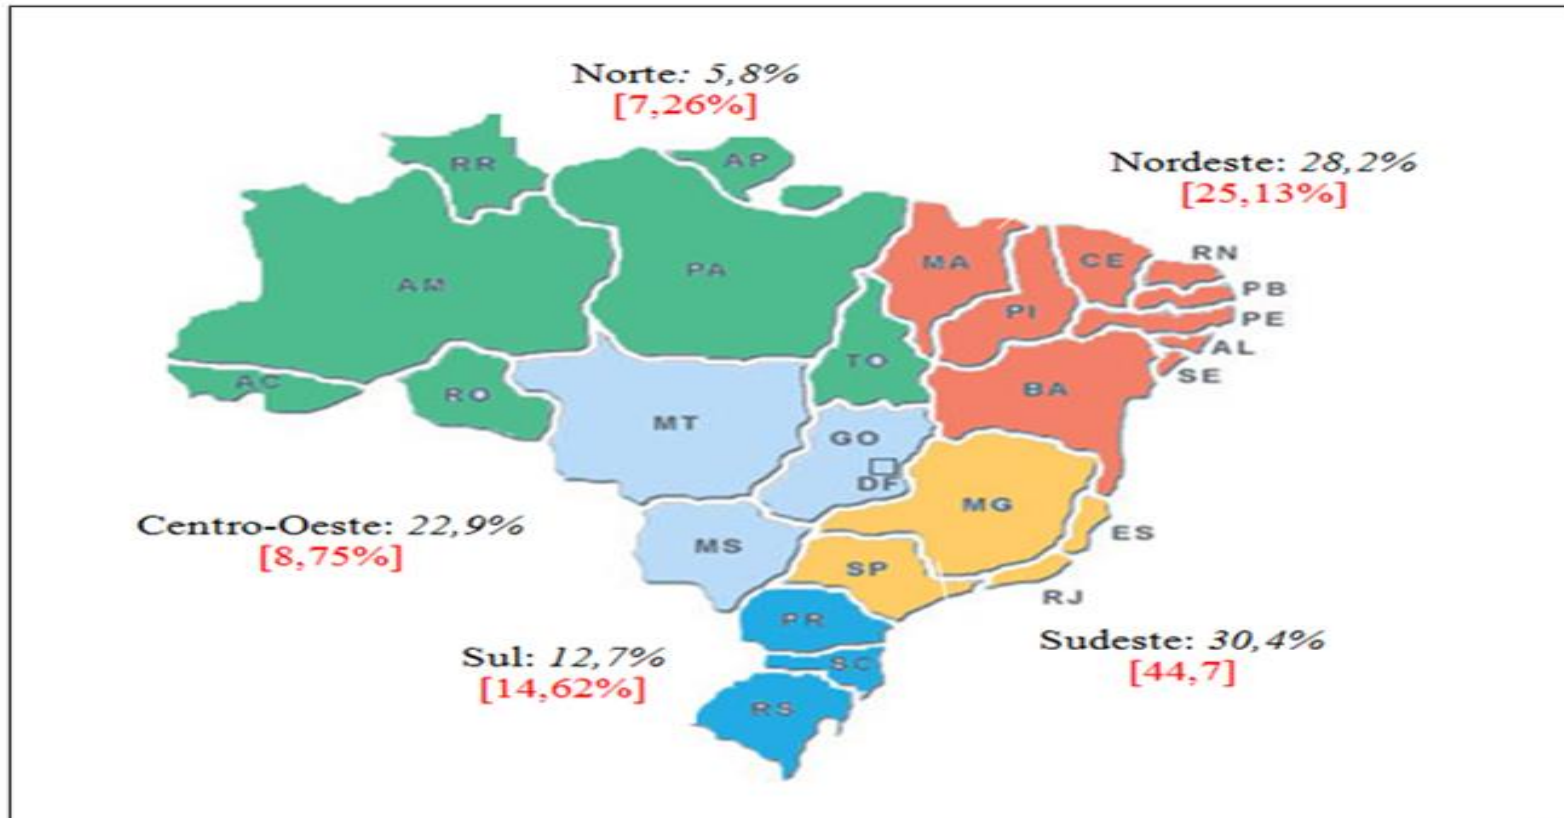 Norte: 5,8%
[7,26%]
Nordeste: 28,2%
[25,13%]
RR
AP
AM
PA
MA
CE
RN
PB
PI
PE
TO
AL
SE
AC
RO
BA
MT
GO
DF
MG
Centro-Oeste: 22,9%
[8,75%]
MS
ES
SP
RJ
PR
Sudeste: 30,4%
[44,7]
Sul: 12,7%
[14,62%]
SC
RS